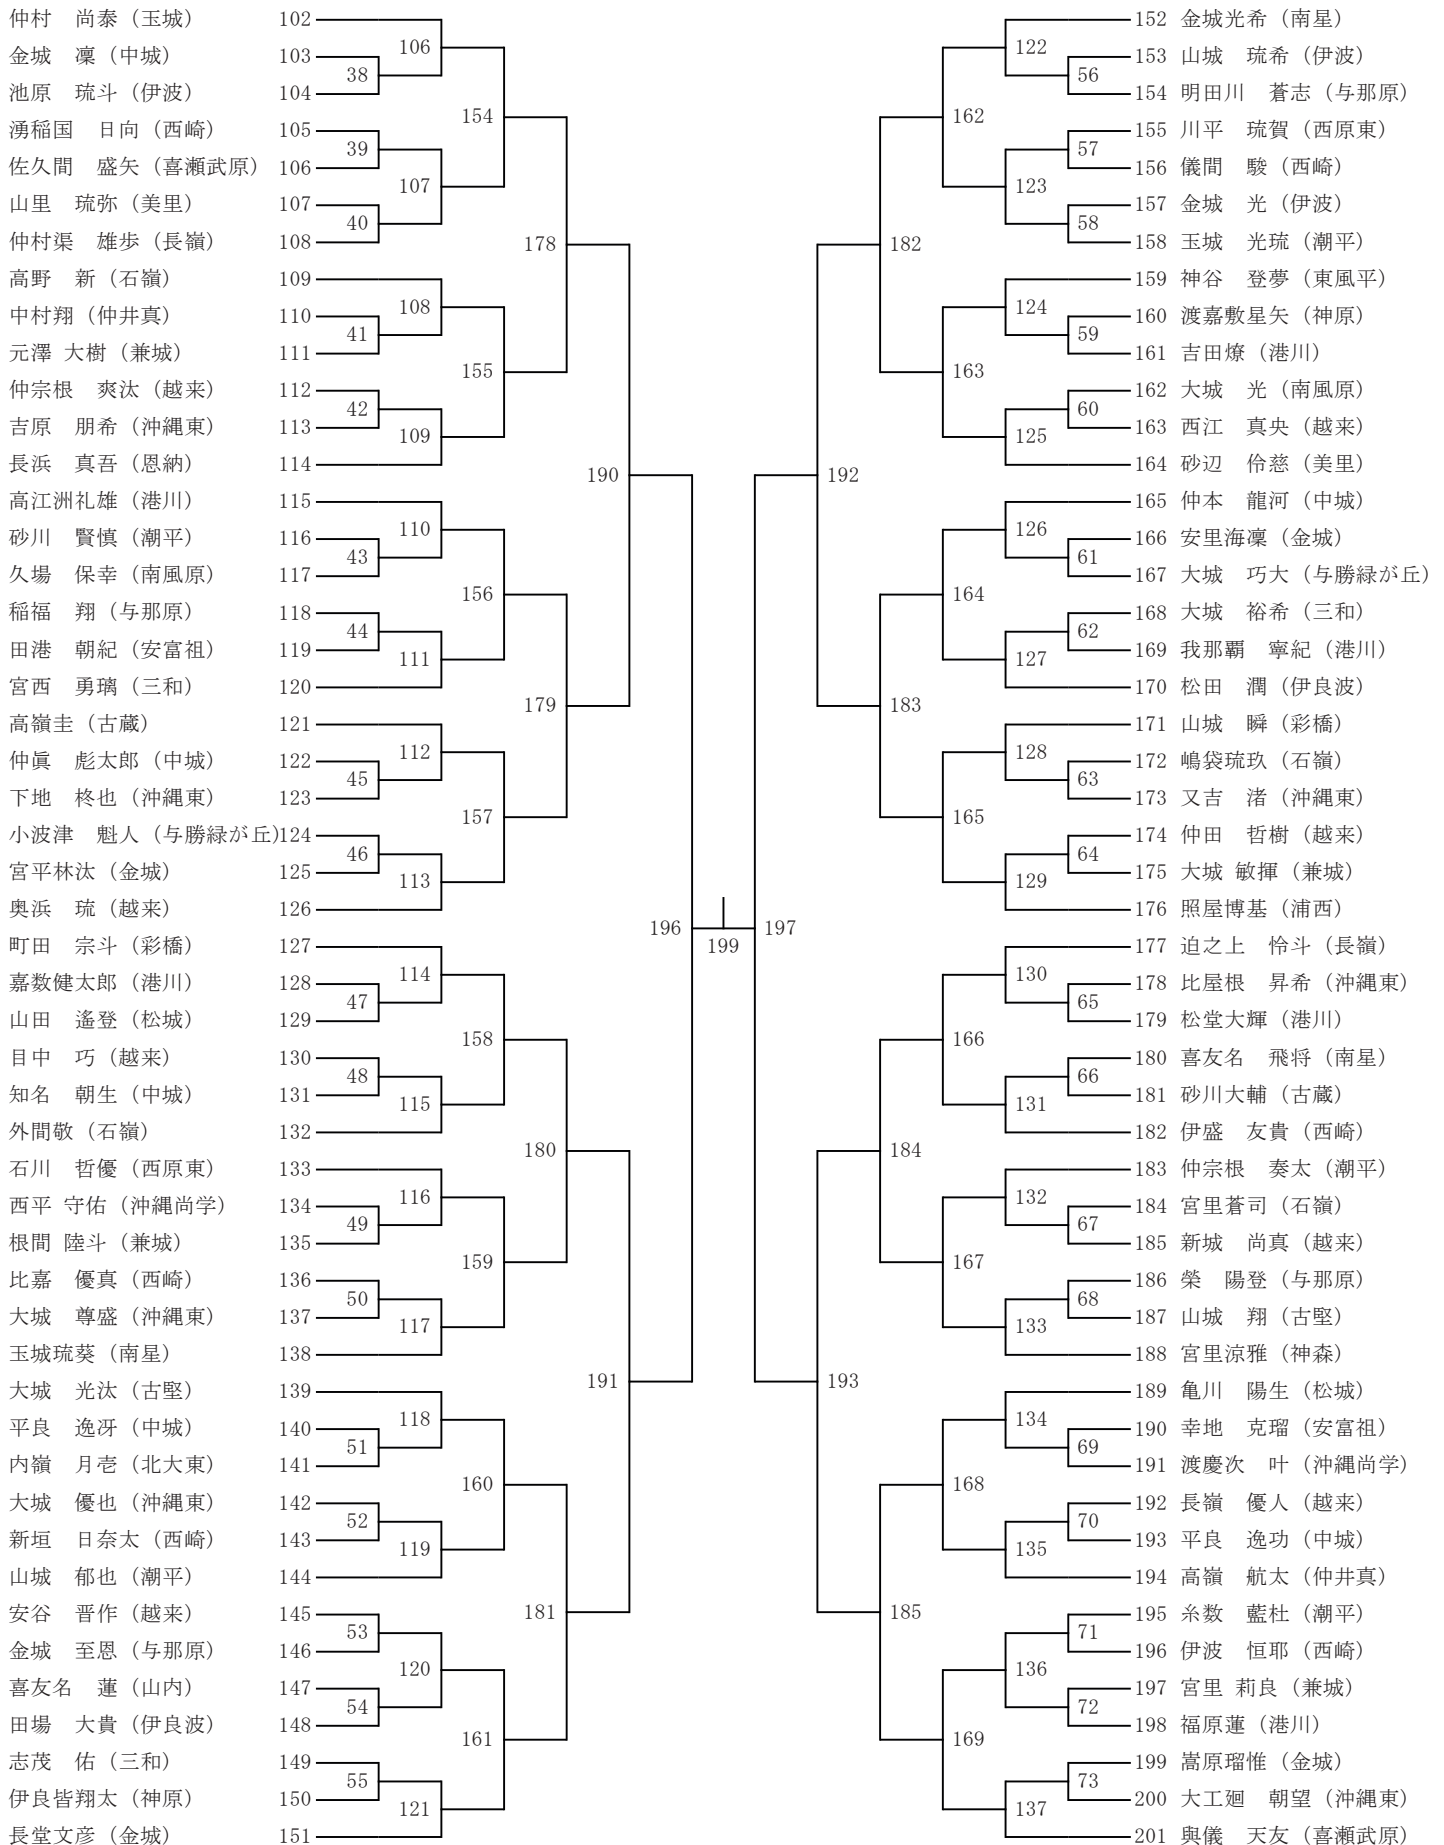 仲村　尚泰（玉城） 102
金城　凜（中城） 103
池原　琉斗（伊波） 104
湧稲国　日向（西崎） 105
佐久間　盛矢（喜瀬武原） 106
山里　琉弥（美里） 107
仲村渠　雄歩（長嶺） 108
高野　新（石嶺） 109
中村翔（仲井真） 110
元澤 大樹（兼城） 111
仲宗根　爽汰（越来） 112
吉原　朋希（沖縄東） 113
長浜　真吾（恩納） 114
高江洲礼雄（港川） 115
砂川　賢慎（潮平） 116
久場　保幸（南風原） 117
稲福　翔（与那原） 118
田港　朝紀（安富祖） 119
宮西　勇璃（三和） 120
高嶺圭（古蔵） 121
仲眞　彪太郎（中城） 122
下地　柊也（沖縄東） 123
小波津　魁人（与勝緑が丘）124
宮平林汰（金城） 125
奥浜　琉（越来） 126
町田　宗斗（彩橋） 127
嘉数健太郎（港川） 128
山田　遙登（松城） 129
目中　巧（越来） 130
知名　朝生（中城） 131
外間敬（石嶺） 132
石川　哲優（西原東） 133
西平 守佑（沖縄尚学） 134
根間 陸斗（兼城） 135
比嘉　優真（西崎） 136
大城　尊盛（沖縄東） 137
玉城琉葵（南星） 138
大城　光汰（古堅） 139
平良　逸冴（中城） 140
内嶺　月壱（北大東） 141
大城　優也（沖縄東） 142
新垣　日奈太（西崎） 143
山城　郁也（潮平） 144
安谷　晋作（越来） 145
金城　至恩（与那原） 146
喜友名　蓮（山内） 147
田場　大貴（伊良波） 148
志茂　佑（三和） 149
伊良皆翔太（神原） 150
長堂文彦（金城） 151
38
39
40
41
42
43
44
45
46
47
48
49
50
51
52
53
54
55
106
107
108
109
110
111
112
113
114
115
116
117
118
119
120
121
154
155
156
157
158
159
160
161
178
179
180
181
190
191
196
199
197
192
193
182
183
184
185
162
163
164
165
166
167
168
169
122
123
124
125
126
127
128
129
130
131
132
133
134
135
136
137
56
57
58
59
60
61
62
63
64
65
66
67
68
69
70
71
72
73
152 金城光希（南星）
153 山城　琉希（伊波）
154 明田川　蒼志（与那原）
155 川平　琉賀（西原東）
156 儀間　駿（西崎）
157 金城　光（伊波）
158 玉城　光琉（潮平）
159 神谷　登夢（東風平）
160 渡嘉敷星矢（神原）
161 吉田燎（港川）
162 大城　光（南風原）
163 西江　真央（越来）
164 砂辺　伶慈（美里）
165 仲本　龍河（中城）
166 安里海凜（金城）
167 大城　巧大（与勝緑が丘）
168 大城　裕希（三和）
169 我那覇　寧紀（港川）
170 松田　潤（伊良波）
171 山城　瞬（彩橋）
172 嶋袋琉玖（石嶺）
173 又吉　渚（沖縄東）
174 仲田　哲樹（越来）
175 大城 敏揮（兼城）
176 照屋博基（浦西）
177 迫之上　怜斗（長嶺）
178 比屋根　昇希（沖縄東）
179 松堂大輝（港川）
180 喜友名　飛将（南星）
181 砂川大輔（古蔵）
182 伊盛　友貴（西崎）
183 仲宗根　奏太（潮平）
184 宮里蒼司（石嶺）
185 新城　尚真（越来）
186 榮　陽登（与那原）
187 山城　翔（古堅）
188 宮里涼雅（神森）
189 亀川　陽生（松城）
190 幸地　克瑠（安富祖）
191 渡慶次　叶（沖縄尚学）
192 長嶺　優人（越来）
193 平良　逸功（中城）
194 高嶺　航太（仲井真）
195 糸数　藍杜（潮平）
196 伊波　恒耶（西崎）
197 宮里 莉良（兼城）
198 福原蓮（港川）
199 嵩原瑠惟（金城）
200 大工廻　朝望（沖縄東）
201 與儀　天友（喜瀬武原）